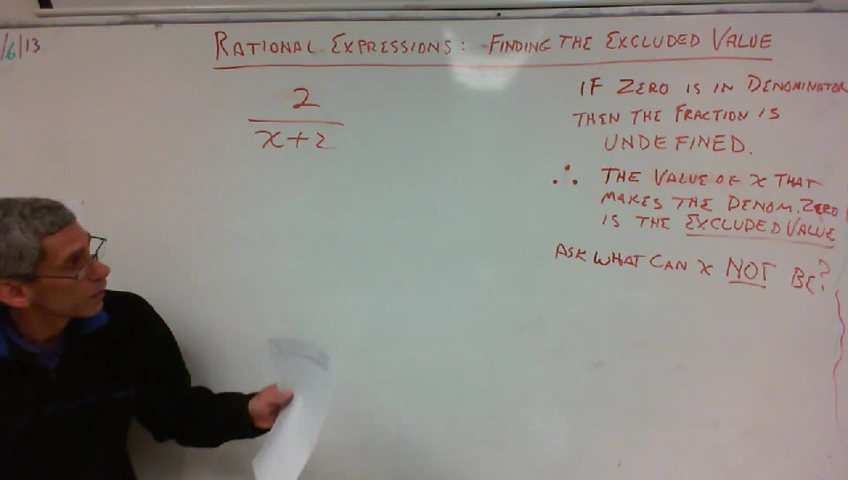 /6/13
RATIONAL EXPRESSIONS: FINDING THE EXCLUDED VALUE
2
x+2
IF ZERO IS IN DENOMINATOR
THEN THE FRACTION IS
UNDEFINED.
∴ THE VALUE OF X THAT
MAKES THE DENOM. ZERO
IS THE EXCLUDED VALUE
ASK WHAT CAN X NOT BE?